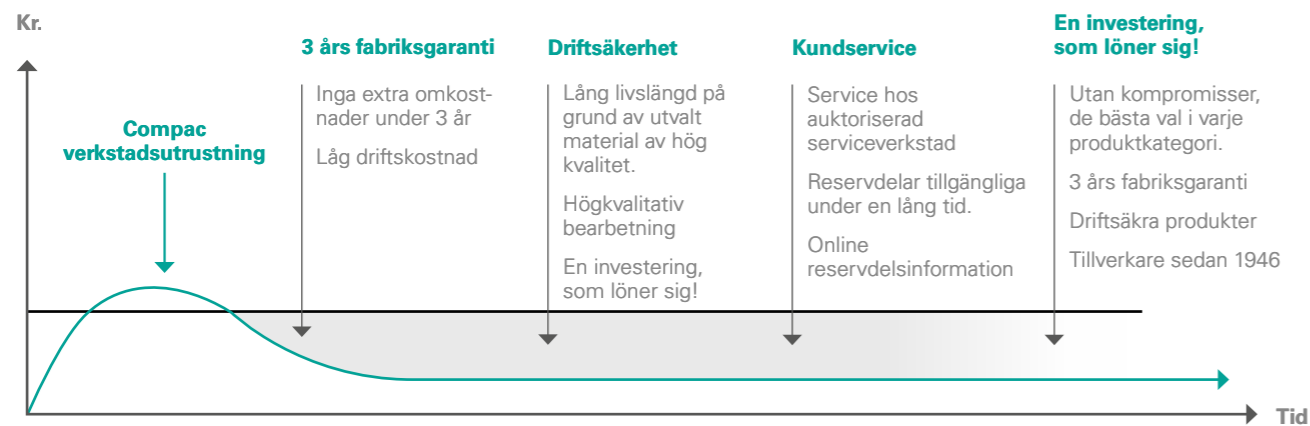 Kr.
Compac
verkstadsutrustning
3 års fabriksgaranti
Inga extra omkost-
nader under 3 år
Låg driftskostnad
Driftsäkerhet
Lång livslängd på
grund av utvalt
material av hög
kvalitet.
Högkvalitativ
bearbetning
En investering,
som löner sig!
Kundservice
Service hos
auktoriserad
serviceverkstad
Reservdelar tillgängliga
under en lång tid.
Online
reservdelsinformation
En investering,
som löner sig!
Utan kompromisser,
de bästa val i varje
produktkategori.
3 års fabriksgaranti
Driftsäkra produkter
Tillverkare sedan 1946
Tid